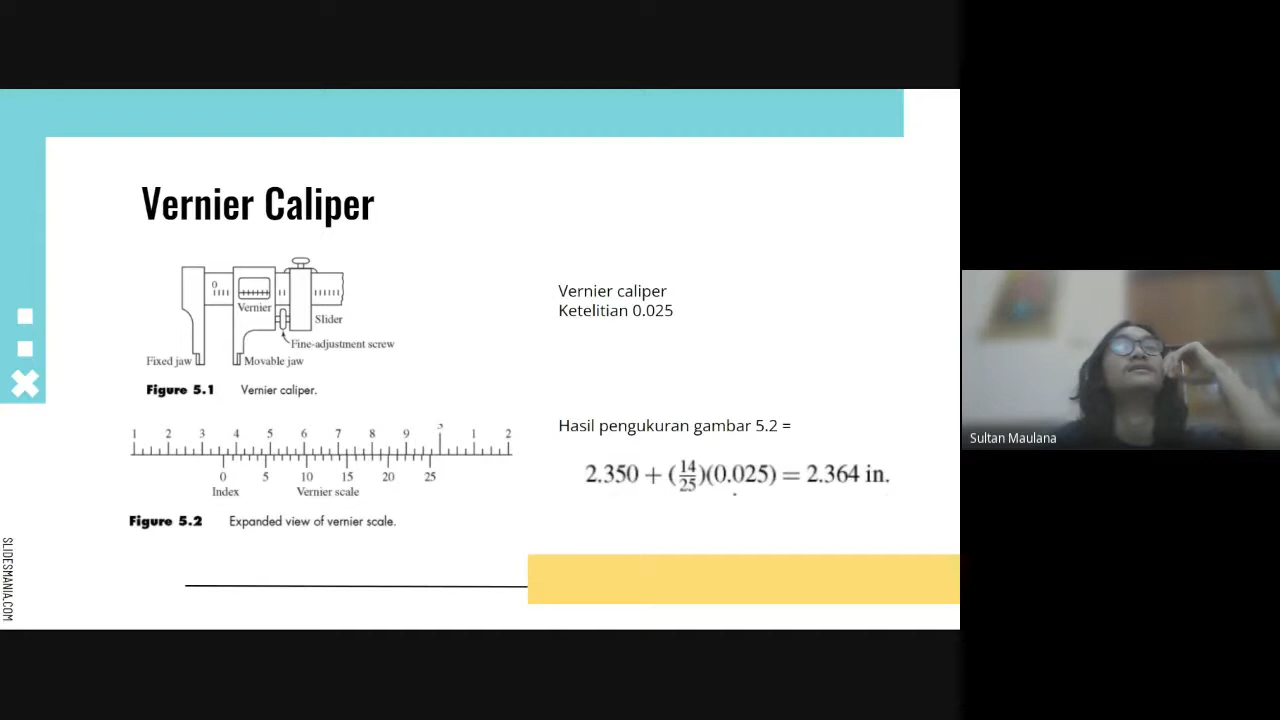 Vernier Caliper
0
Vernier
Slider
Fine-adjustment screw
Fixed jaw
Movable jaw
Figure 5.1 Vernier caliper.
1 2 3 4 5 6 7 8 9 1 2
0 5 10 15 20 25
Index Vernier scale
Figure 5.2 Expanded view of vernier scale.
Vernier caliper
Ketelitian 0.025
Hasil pengukuran gambar 5.2 =
2.350 + (14/25)(0.025) = 2.364 in.
SLIDESMANIA.COM
Sultan Maulana